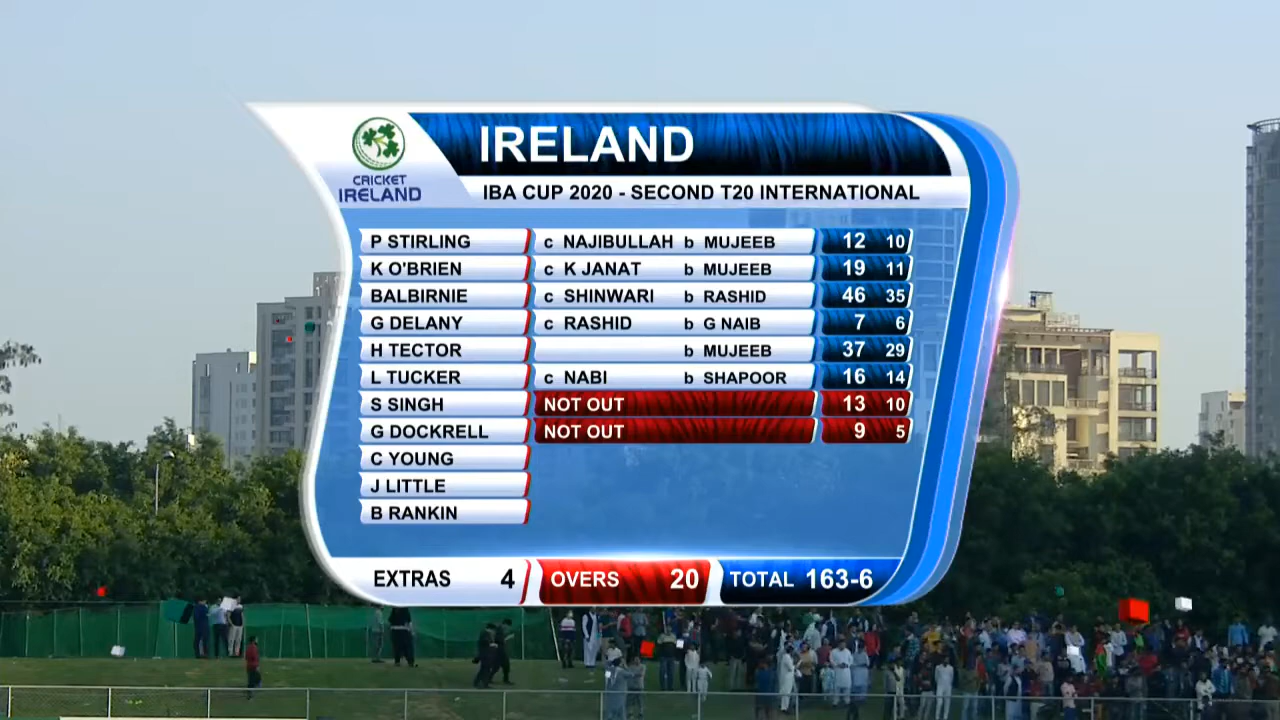 CRICKET
IRELAND
IRELAND
IBA CUP 2020 - SECOND T20 INTERNATIONAL
P STIRLING c NAJIBULLAH b MUJEEB 12 10
K O'BRIEN c K JANAT b MUJEEB 19 11
BALBIRNIE c SHINWARI b RASHID 46 35
G DELANY c RASHID b G NAIB 7 6
H TECTOR b MUJEEB 37 29
L TUCKER c NABI b SHAPOOR 16 14
S SINGH NOT OUT 13 10
G DOCKRELL NOT OUT 9 5
C YOUNG
J LITTLE
B RANKIN
EXTRAS 4 OVERS 20 TOTAL 163-6